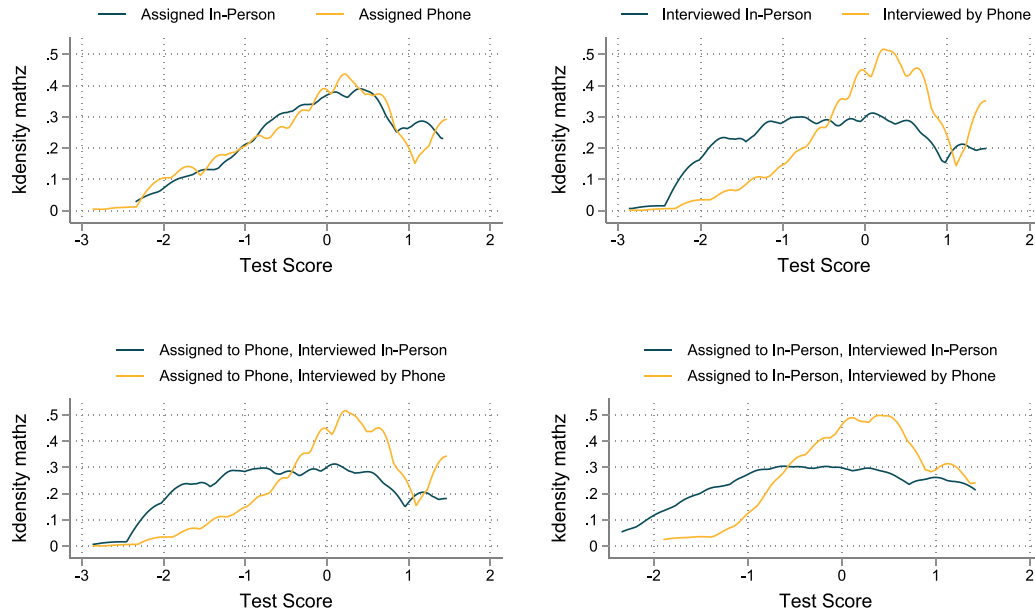 Assigned In-Person Assigned Phone
kdensity mathz
.5
.4
.3
.2
.1
0
-3 -2 -1 0 1 2
Test Score
Interviewed In-Person Interviewed by Phone
kdensity mathz
.5
.4
.3
.2
.1
0
-3 -2 -1 0 1 2
Test Score
Assigned to Phone, Interviewed In-Person
Assigned to Phone, Interviewed by Phone
kdensity mathz
.5
.4
.3
.2
.1
0
-3 -2 -1 0 1 2
Test Score
Assigned to In-Person, Interviewed In-Person
Assigned to In-Person, Interviewed by Phone
kdensity mathz
.5
.4
.3
.2
.1
0
-2 -1 0 1 2
Test Score